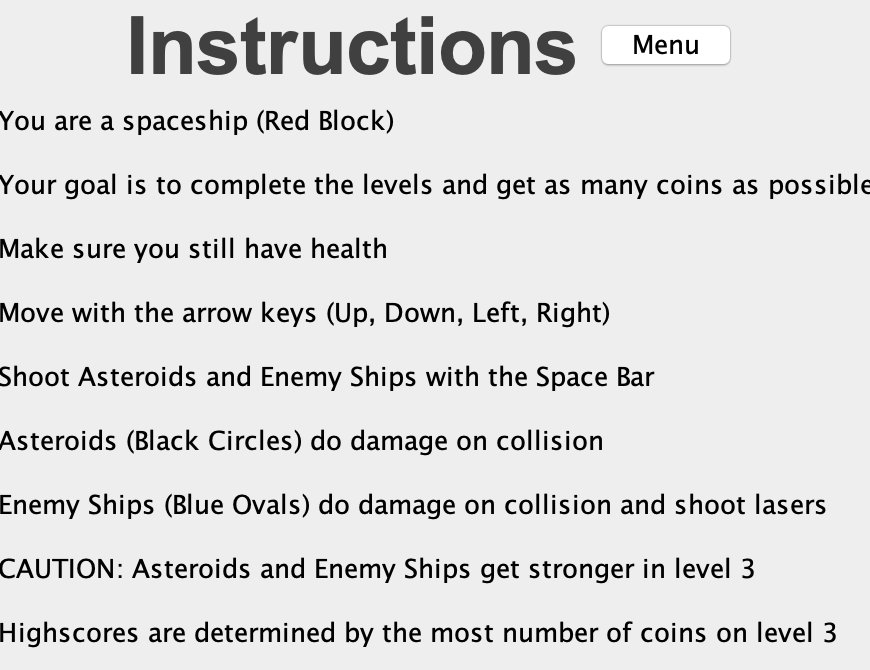 Instructions
Menu
You are a spaceship (Red Block)
Your goal is to complete the levels and get as many coins as possible
Make sure you still have health
Move with the arrow keys (Up, Down, Left, Right)
Shoot Asteroids and Enemy Ships with the Space Bar
Asteroids (Black Circles) do damage on collision
Enemy Ships (Blue Ovals) do damage on collision and shoot lasers
CAUTION: Asteroids and Enemy Ships get stronger in level 3
Highscores are determined by the most number of coins on level 3